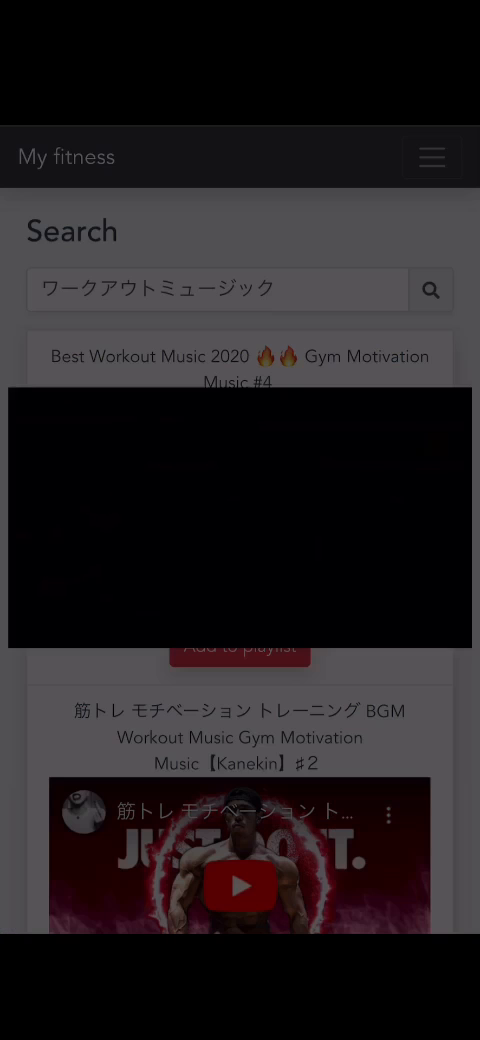 My fitness
Search
ワークアウトミュージック
Best Workout Music 2020 🔥🔥 Gym Motivation
Music #4
Add to playlist
筋トレ モチベーション トレーニング BGM
Workout Music Gym Motivation
Music【Kanekin】♯2
筋トレ モチベーション ト...
JUST DO IT.